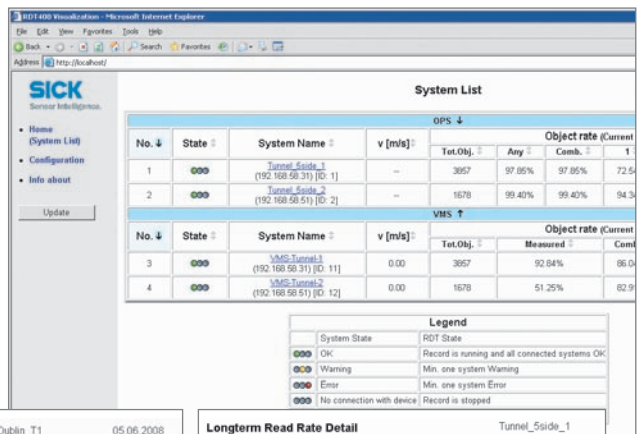 RDT400 Visualization - Microsoft Internet Explorer
File Edit View Favorites Tools Help
Back Search Favorites
Address http://localhost/
SICK
Sensor Intelligence.
Home
(System List)
Configuration
Info about
Update
System List
OPS ↓
No. State System Name v [m/s] Object rate (Current
Tot.Obj. Any Comb. 1
1 Tunnel_5side_1 -- 3857 97.85% 97.85% 72.5
(192.168.58.31) [ID: 1]
2 Tunnel_5side_2 -- 1678 99.40% 99.40% 94.3
(192.168.58.51) [ID: 2]
VMS ↑
No. State System Name v [m/s] Object rate (Current
Tot.Obj. Measured Coml
3 VMS-Tunnel-1 0.00 3857 92.84% 86.0
(192.168.58.31) [ID: 11]
4 VMS-Tunnel-2 0.00 1678 51.25% 82.9
(192.168.58.51) [ID: 12]
Legend
System State RDT State
OK Record is running and all connected systems OK
Warning Min. one system Warning
Error Min. one system Error
No connection with device Record is stopped
Dublin_T1 05.06.2008
Longterm Read Rate Detail Tunnel_5side_1